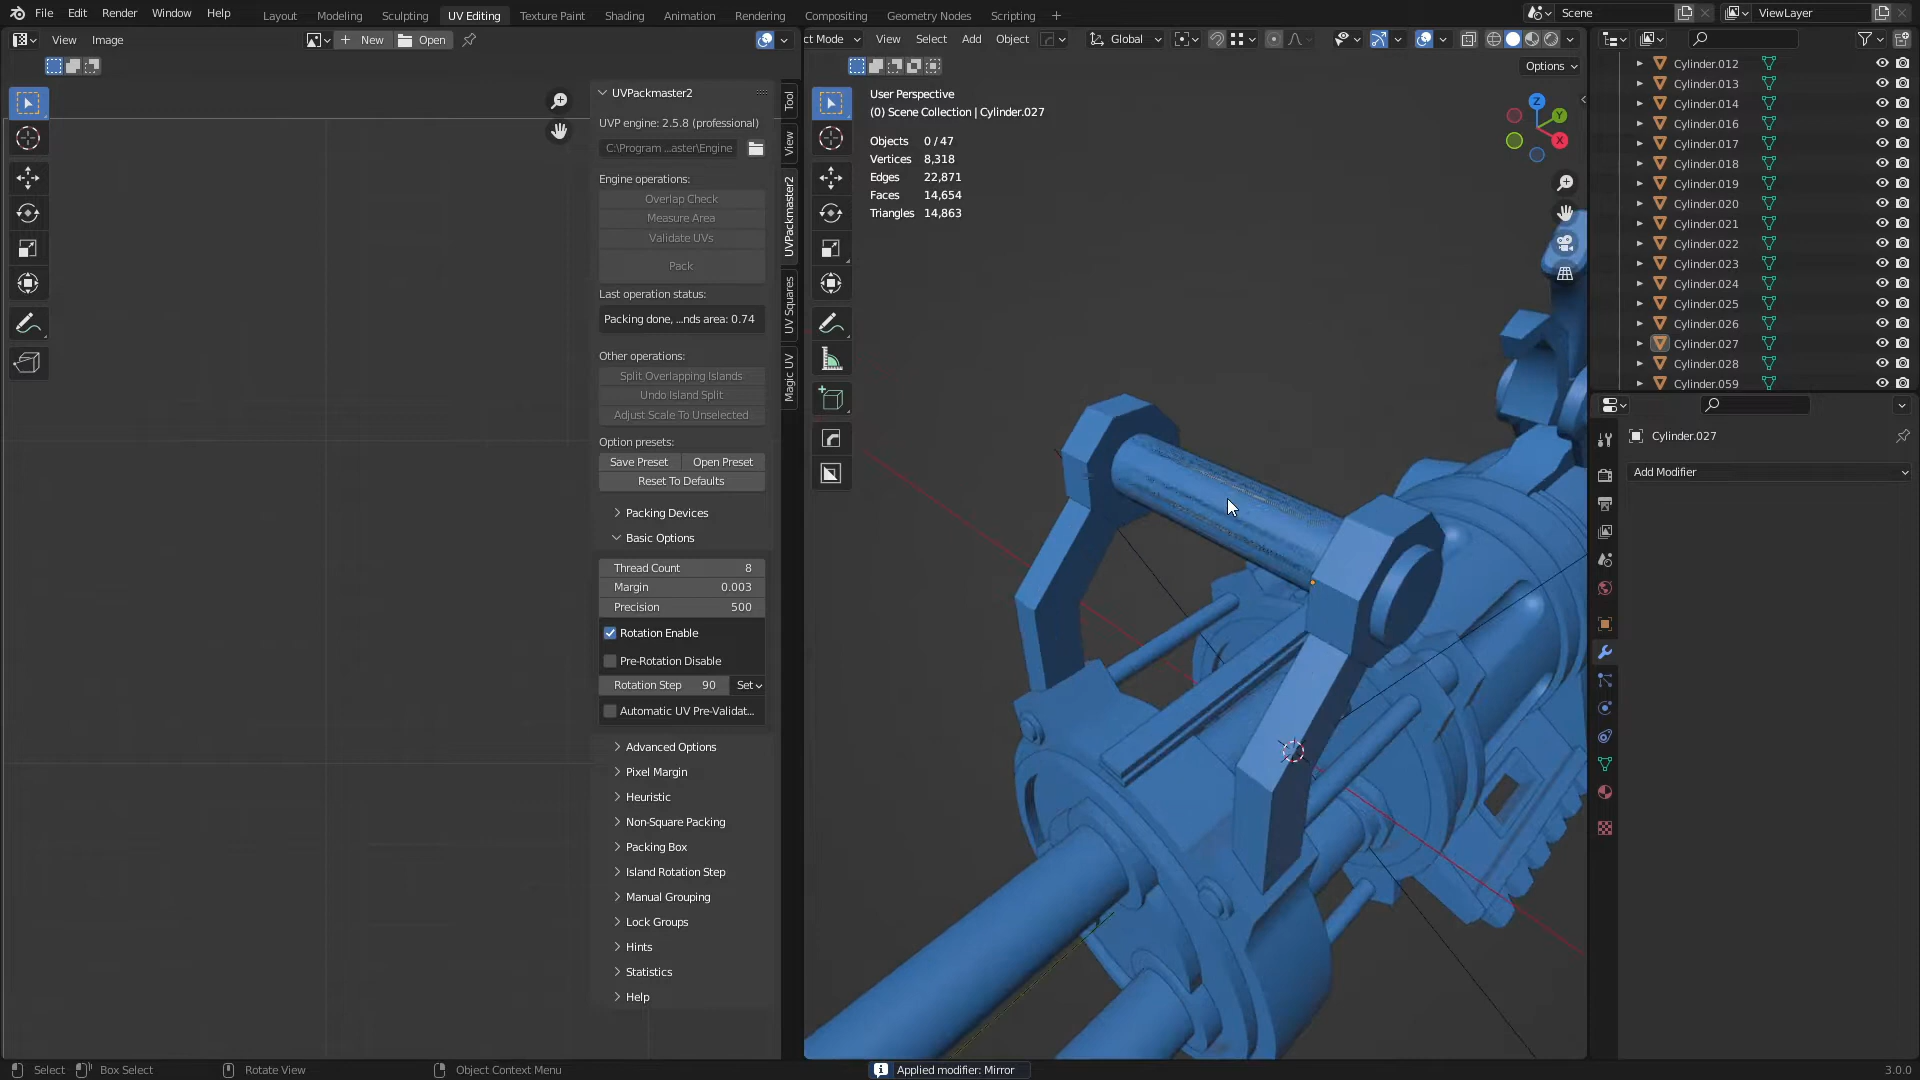 File Edit Render Window Help
Layout Modeling Sculpting UV Editing Texture Paint Shading Animation Rendering Compositing Geometry Nodes Scripting
Scene
ViewLayer
View Image
New
Open
ct Mode View Select Add Object
Global
Options
UVPackmaster2
UVP engine: 2.5.8 (professional)
C:\Program ...aster\Engine
Engine operations:
Overlap Check
Measure Area
Validate UVs
Pack
Last operation status:
Packing done, ...nds area: 0.74
Other operations:
Split Overlapping Islands
Undo Island Split
Adjust Scale To Unselected
Option presets:
Save Preset
Open Preset
Reset To Defaults
Packing Devices
Basic Options
Thread Count 8
Margin 0.003
Precision 500
Rotation Enable
Pre-Rotation Disable
Rotation Step 90
Set
Automatic UV Pre-Validat...
Advanced Options
Pixel Margin
Heuristic
Non-Square Packing
Packing Box
Island Rotation Step
Manual Grouping
Lock Groups
Hints
Statistics
Help
Tool
View
UVPackmaster2
UV Squares
Magic UV
User Perspective
(0) Scene Collection | Cylinder.027
Objects 0 / 47
Vertices 8,318
Edges 22,871
Faces 14,654
Triangles 14,863
Z
Y
X
Cylinder.012
Cylinder.013
Cylinder.014
Cylinder.016
Cylinder.017
Cylinder.018
Cylinder.019
Cylinder.020
Cylinder.021
Cylinder.022
Cylinder.023
Cylinder.024
Cylinder.025
Cylinder.026
Cylinder.027
Cylinder.028
Cylinder.059
Cylinder.027
Add Modifier
Select
Box Select
Rotate View
Object Context Menu
Applied modifier: Mirror
3.0.0